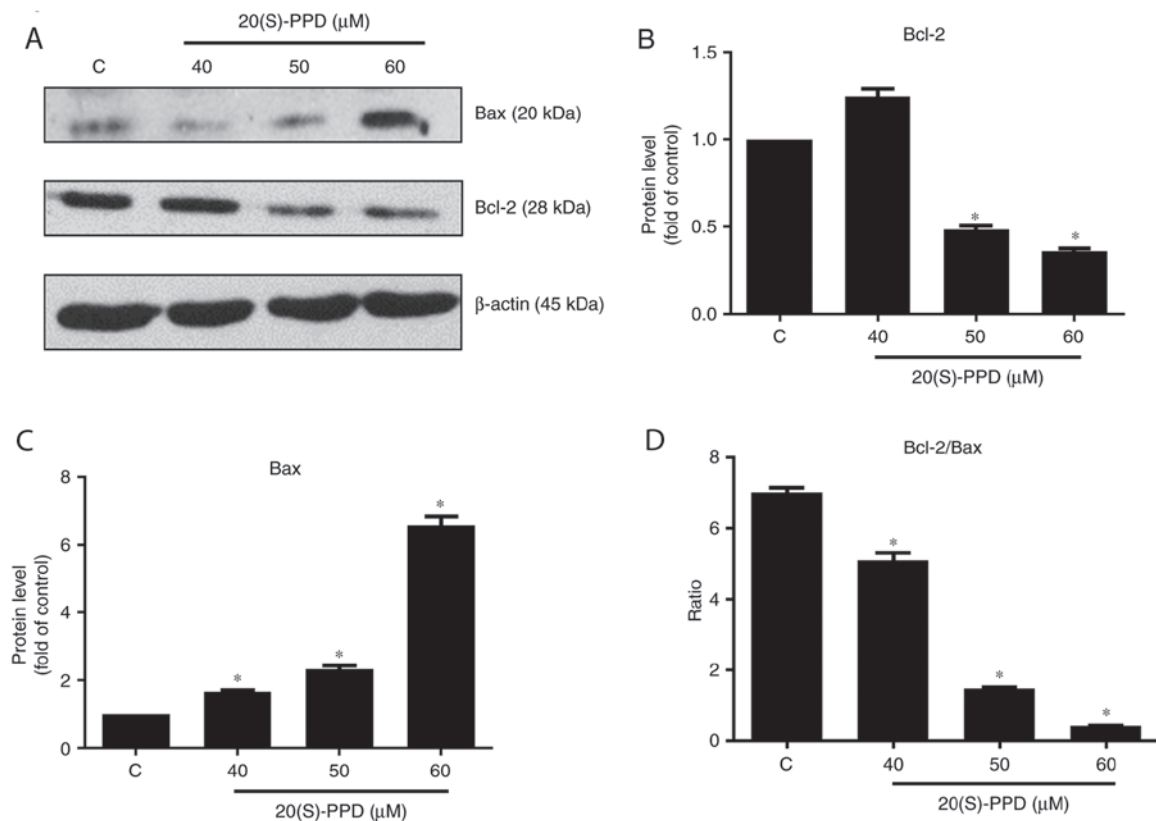 A
20(S)-PPD (µM)
C 40 50 60
Bax (20 kDa)
Bcl-2 (28 kDa)
β-actin (45 kDa)
B
Bcl-2
Protein level
(fold of control)
1.5
1.0
0.5
0.0
* *
C 40 50 60
20(S)-PPD (µM)
C
Bax
Protein level
(fold of control)
8
6
4
2
0
* * *
C 40 50 60
20(S)-PPD (µM)
D
Bcl-2/Bax
Ratio
8
6
4
2
0
* * *
C 40 50 60
20(S)-PPD (µM)